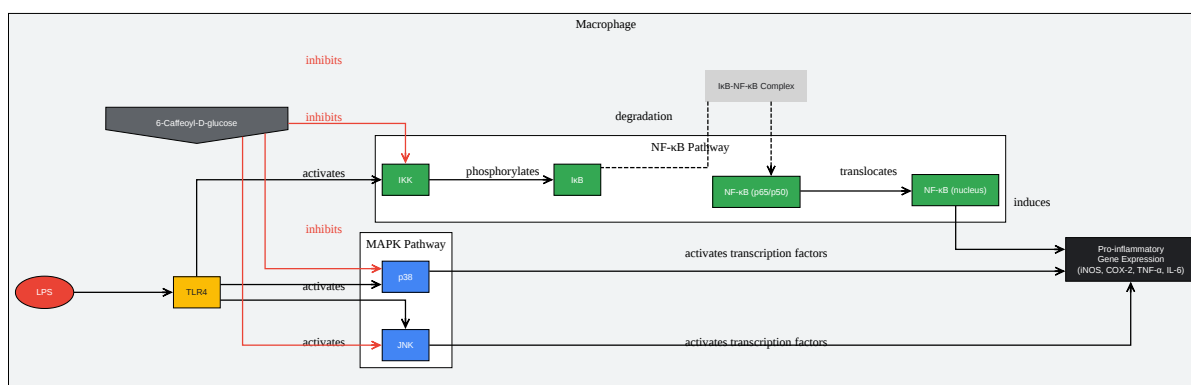 Macrophage
inhibits
IκB-NF-κB Complex
6-Caffeoyl-D-glucose
inhibits
degradation
NF-κB Pathway
activates
IKK
phosphorylates
IκB
NF-κB (p65/p50)
translocates
NF-κB (nucleus)
induces
inhibits
MAPK Pathway
activates transcription factors
Pro-inflammatory
Gene Expression
(iNOS, COX-2, TNF-α, IL-6)
p38
LPS
TLR4
activates
activates
JNK
activates transcription factors